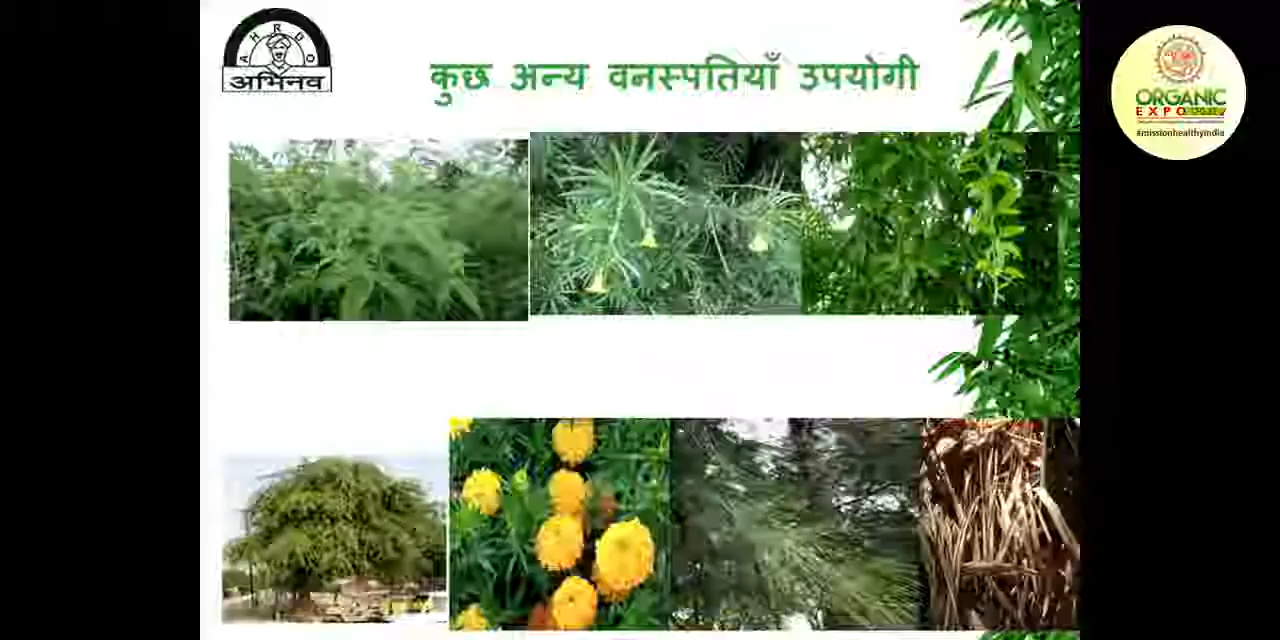 A H R D O
अभिनव
कुछ अन्य वनस्पतियाँ उपयोगी
ORGANIC
EXPO
#missionhealthyindia